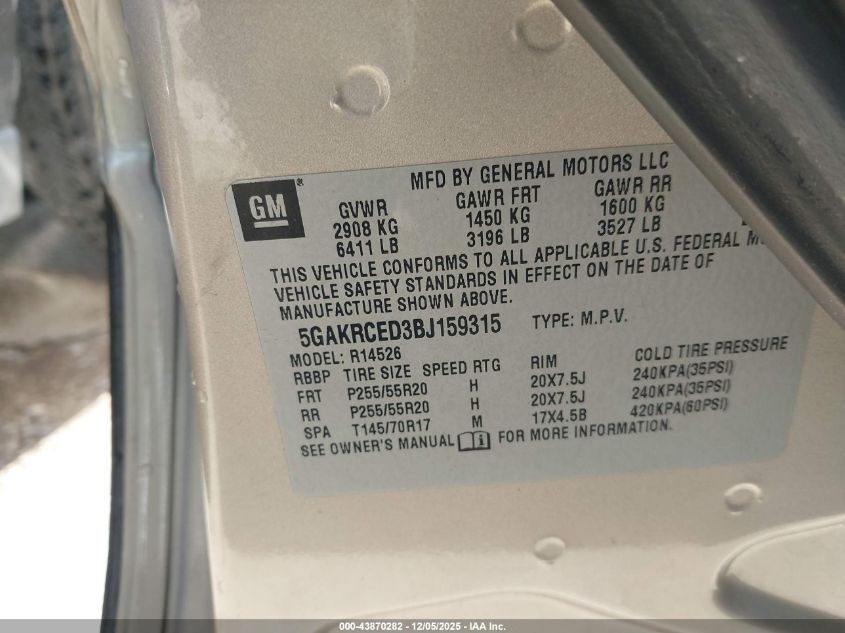 MFD BY GENERAL MOTORS LLC
GM ®
GVWR GAWR FRT GAWR RR
2908 KG 1450 KG 1600 KG
6411 LB 3196 LB 3527 LB
THIS VEHICLE CONFORMS TO ALL APPLICABLE U.S. FEDERAL
VEHICLE SAFETY STANDARDS IN EFFECT ON THE DATE OF
MANUFACTURE SHOWN ABOVE.
5GAKRCED3BJ159315 TYPE: M.P.V.
MODEL: R14526
RBBP TIRE SIZE SPEED RTG RIM COLD TIRE PRESSURE
FRT P255/55R20 H 20X7.5J 240KPA(35PSI)
RR P255/55R20 H 20X7.5J 240KPA(35PSI)
SPA T145/70R17 M 17X4.5B 420KPA(60PSI)
SEE OWNER'S MANUAL i FOR MORE INFORMATION.
000-43870282 - 12/05/2025 - IAA Inc.